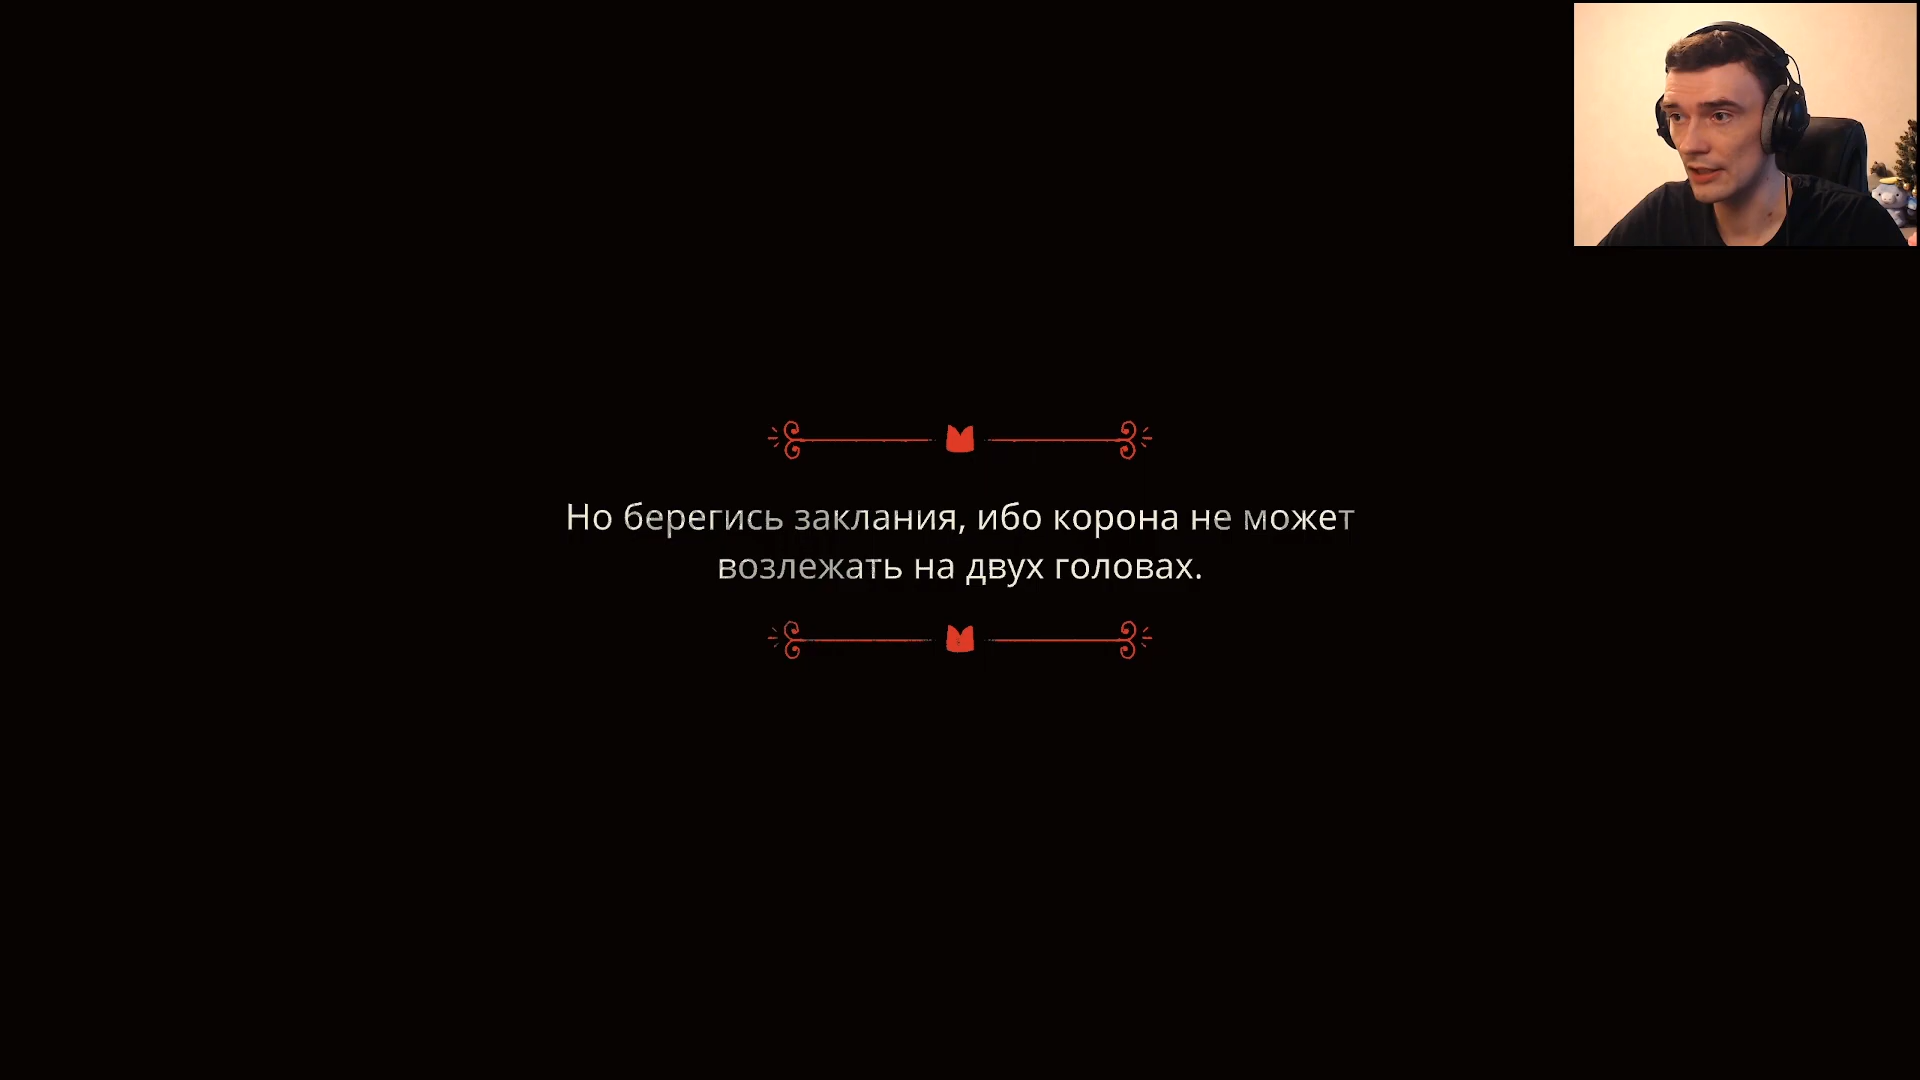 Но берегись заклания, ибо корона не может
возлежать на двух головах.